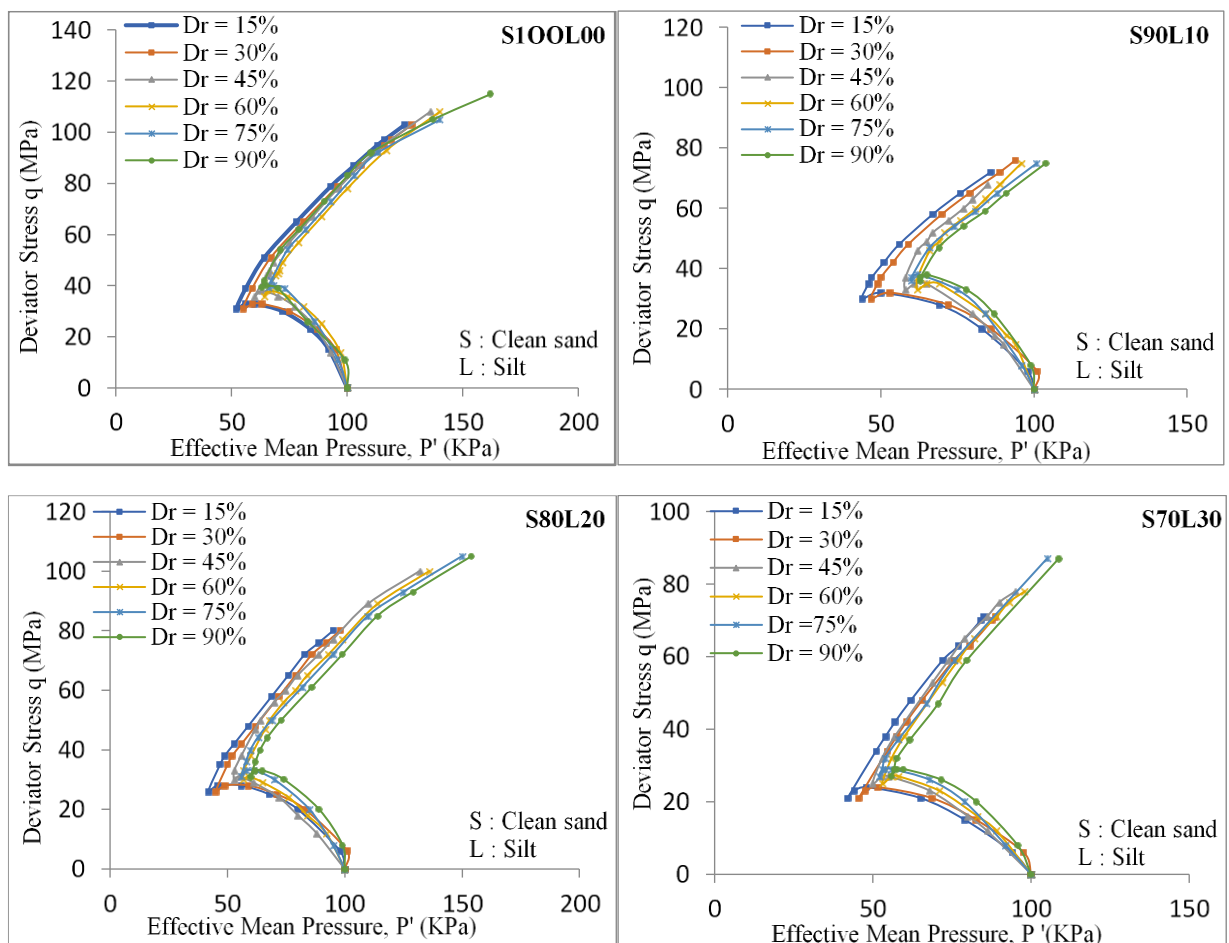 S1OOL00
Dr = 15%
Dr = 30%
Dr = 45%
Dr = 60%
Dr = 75%
Dr = 90%
S : Clean sand
L : Silt
Deviator Stress q (MPa)
140
120
100
80
60
40
20
0
0 50 100 150 200
Effective Mean Pressure, P' (KPa)
S90L10
Dr = 15%
Dr = 30%
Dr = 45%
Dr = 60%
Dr = 75%
Dr = 90%
S : Clean sand
L : Silt
Deviator Stress q (MPa)
120
100
80
60
40
20
0
0 50 100 150
Effective Mean Pressure, P' (KPa)
S80L20
Dr = 15%
Dr = 30%
Dr = 45%
Dr = 60%
Dr = 75%
Dr = 90%
S : Clean sand
L : Silt
Deviator Stress q (MPa)
120
100
80
60
40
20
0
0 50 100 150 200
Effective Mean Pressure, P' (KPa)
S70L30
Dr = 15%
Dr = 30%
Dr = 45%
Dr = 60%
Dr =75%
Dr = 90%
S : Clean sand
L : Silt
Deviator Stress q (MPa)
100
80
60
40
20
0
0 50 100 150
Effective Mean Pressure, P '(KPa)